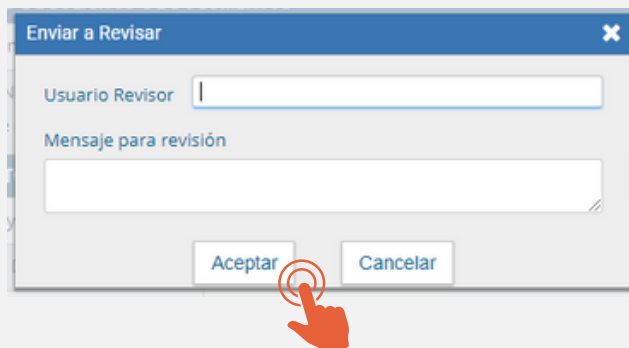 Enviar a Revisar
Usuario Revisor
Mensaje para revisión
Aceptar Cancelar